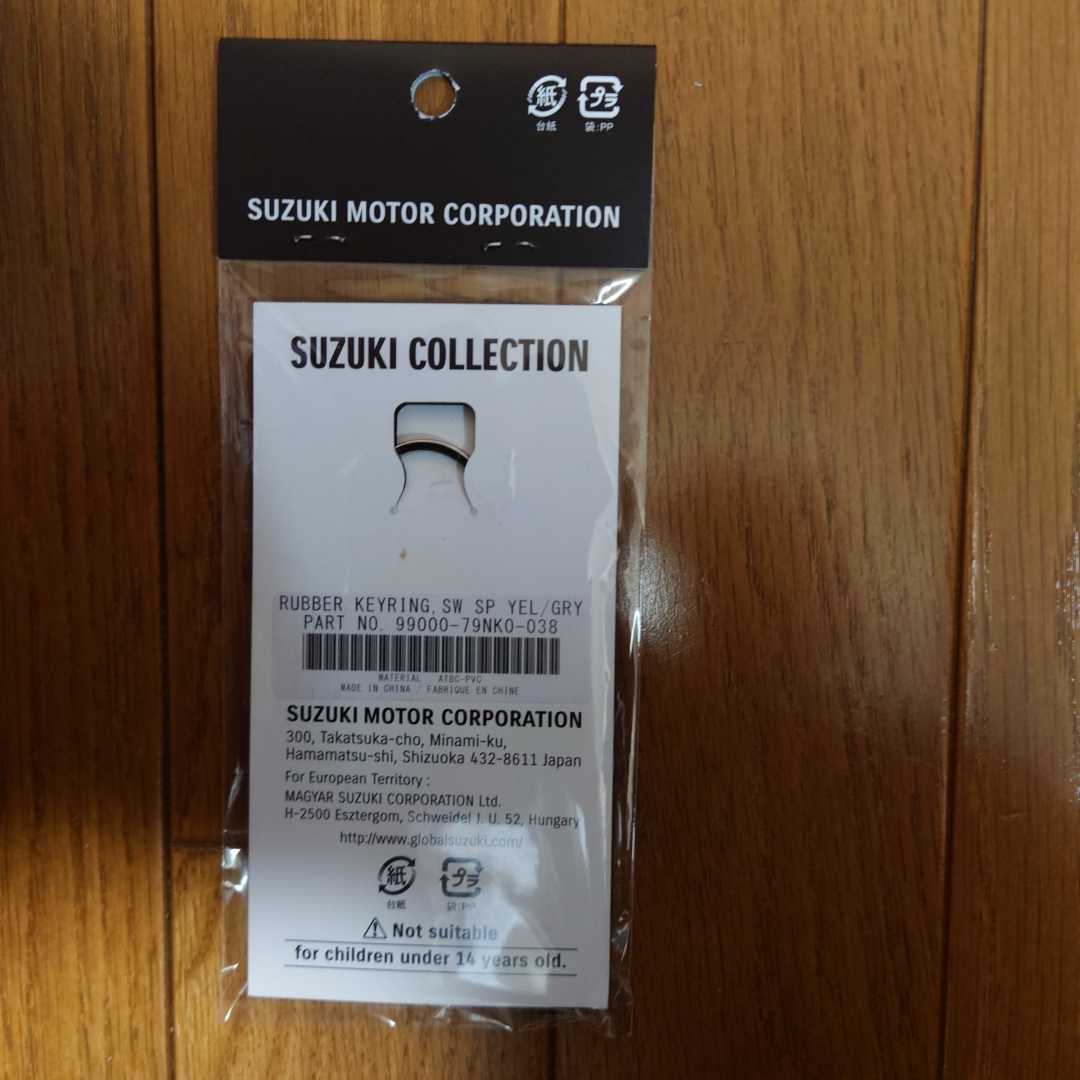 紙 プラ
台紙 袋:PP
SUZUKI MOTOR CORPORATION
SUZUKI COLLECTION
RUBBER KEYRING,SW SP YEL/GRY
PART NO. 99000-79NK0-038
MATERIAL ATBC-PVC
MADE IN CHINA / FABRIQUE EN CHINE
SUZUKI MOTOR CORPORATION
300, Takatsuka-cho, Minami-ku,
Hamamatsu-shi, Shizuoka 432-8611 Japan
For European Territory :
MAGYAR SUZUKI CORPORATION Ltd.
H-2500 Esztergom, Schweidel J. U. 52, Hungary
http://www.globalsuzuki.com/
紙 プラ
台紙 袋:PP
Not suitable
for children under 14 years old.